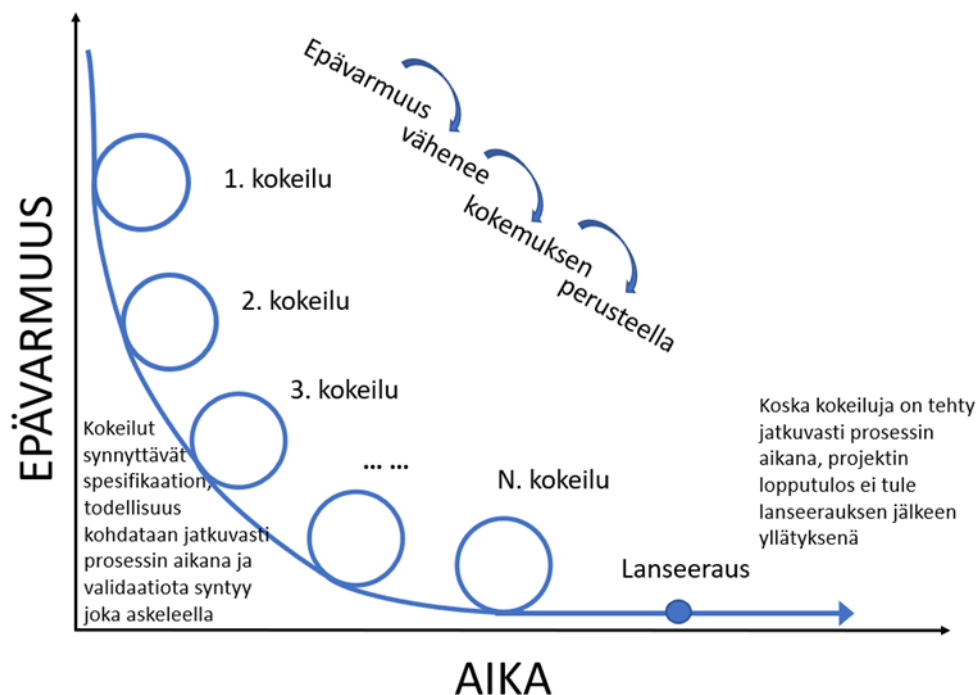 EPÄVARMUUS
Epävarmuus
vähenee
kokemuksen
perusteella
1. kokeilu
2. kokeilu
3. kokeilu
... ...
N. kokeilu
Kokeilut
synnyttävät
spesifikaation,
todellisuus
kohdataan jatkuvasti
prosessin aikana ja
validaatiota syntyy
joka askeleella
Koska kokeiluja on tehty
jatkuvasti prosessin
aikana, projektin
lopputulos ei tule
lanseerauksen jälkeen
yllätyksenä
Lanseeraus
AIKA